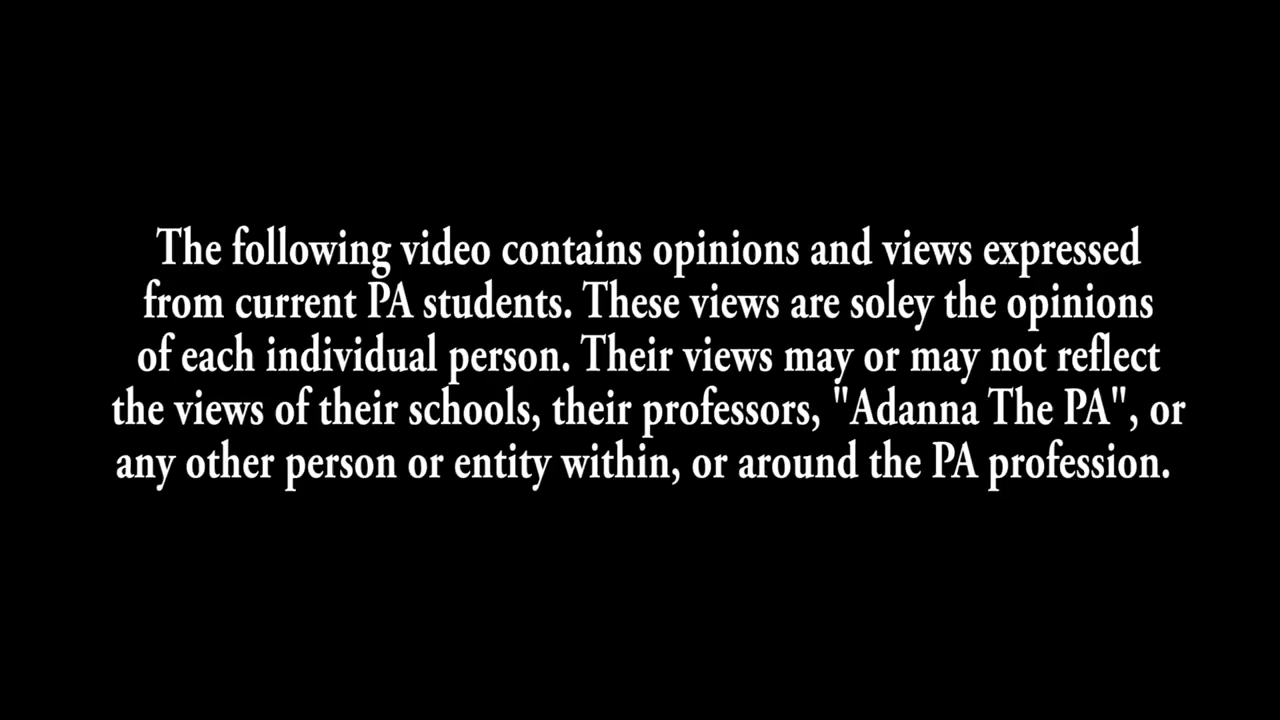 The following video contains opinions and views expressed
from current PA students. These views are soley the opinions
of each individual person. Their views may or may not reflect
the views of their schools, their professors, "Adanna The PA", or
any other person or entity within, or around the PA profession.